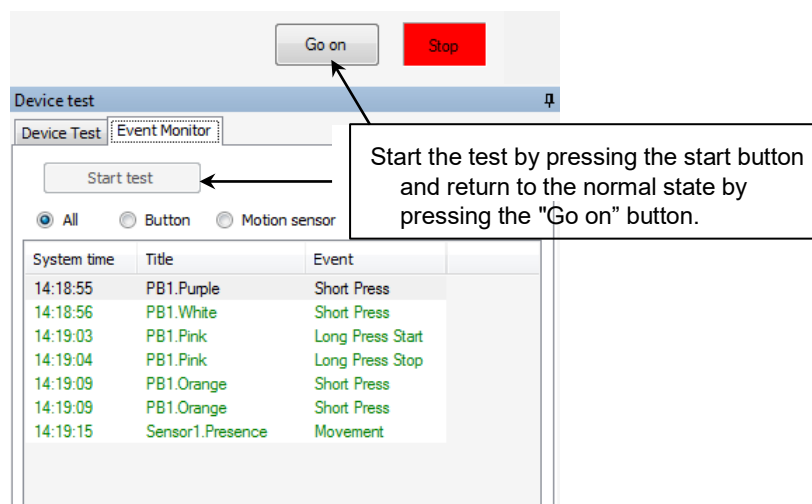 Go on Stop
Device test
Device Test Event Monitor
Start test
Start the test by pressing the start button
and return to the normal state by
pressing the "Go on” button.
All Button Motion sensor
System time Title Event
14:18:55 PB1.Purple Short Press
14:18:56 PB1.White Short Press
14:19:03 PB1.Pink Long Press Start
14:19:04 PB1.Pink Long Press Stop
14:19:09 PB1.Orange Short Press
14:19:09 PB1.Orange Short Press
14:19:15 Sensor1.Presence Movement